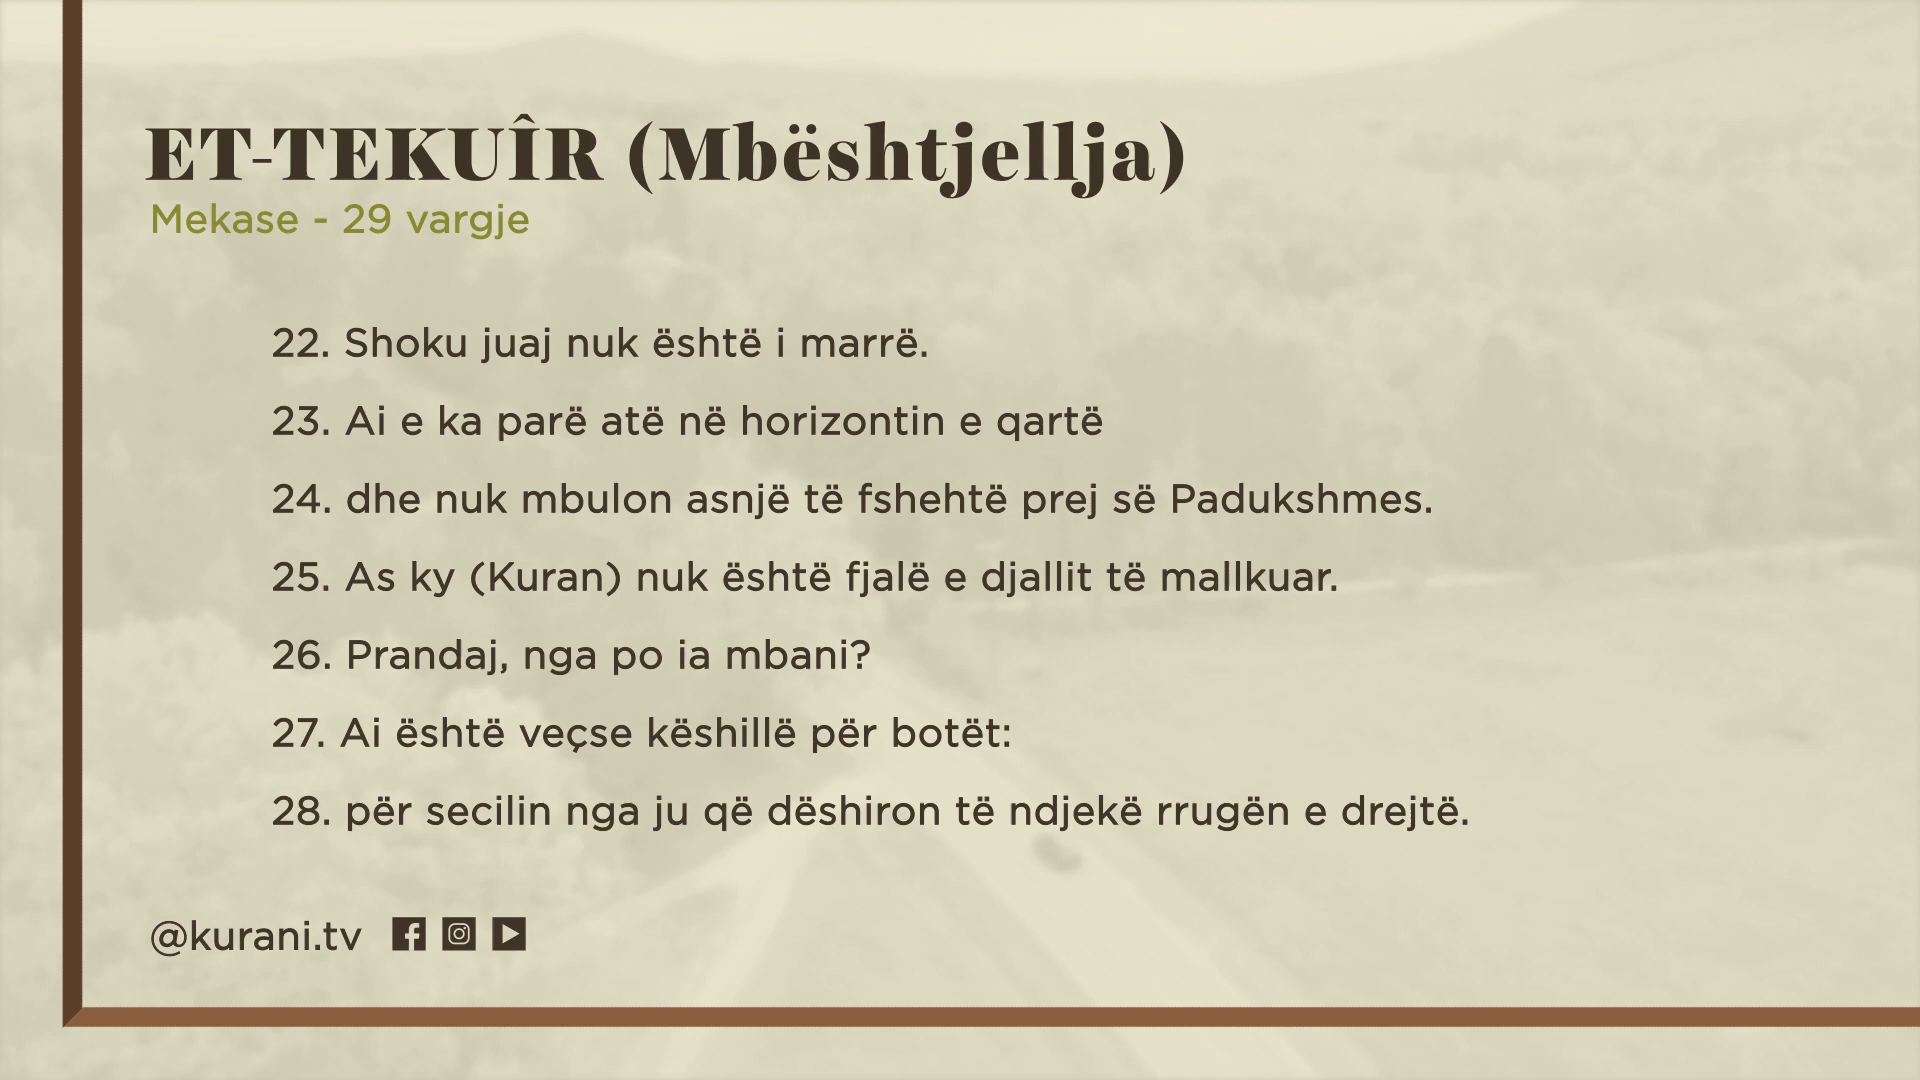 ET-TEKUÎR (Mbështjellja)
Mekase - 29 vargje
22. Shoku juaj nuk është i marrë.
23. Ai e ka parë atë në horizontin e qartë
24. dhe nuk mbulon asnjë të fshehtë prej së Padukshmes.
25. As ky (Kuran) nuk është fjalë e djallit të mallkuar.
26. Prandaj, nga po ia mbani?
27. Ai është veçse këshillë për botët:
28. për secilin nga ju që dëshiron të ndjekë rrugën e drejtë.
@kurani.tv